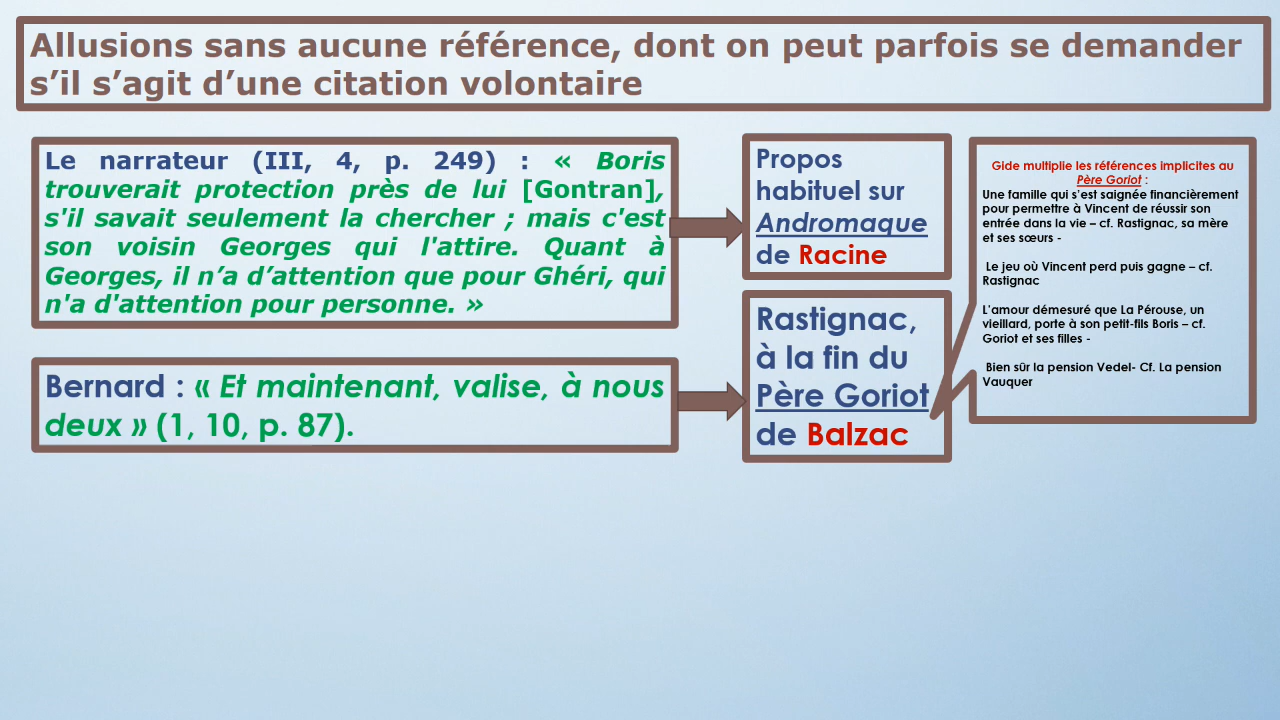 Allusions sans aucune référence, dont on peut parfois se demander
s’il s’agit d’une citation volontaire
Le narrateur (III, 4, p. 249) : « Boris
trouverait protection près de lui [Gontran],
s'il savait seulement la chercher ; mais c'est
son voisin Georges qui l'attire. Quant à
Georges, il n’a d’attention que pour Ghéri, qui
n'a d'attention pour personne. »
Propos
habituel sur
Andromaque
de Racine
Bernard : « Et maintenant, valise, à nous
deux » (1, 10, p. 87).
Rastignac,
à la fin du
Père Goriot
de Balzac
Gide multiplie les références implicites au
Père Goriot :
Une famille qui s’est saignée financièrement
pour permettre à Vincent de réussir son
entrée dans la vie – cf. Rastignac, sa mère
et ses sœurs -
Le jeu où Vincent perd puis gagne – cf.
Rastignac
L’amour démesuré que La Pérouse, un
vieillard, porte à son petit-fils Boris – cf.
Goriot et ses filles -
Bien sûr la pension Vedel- Cf. La pension
Vauquer